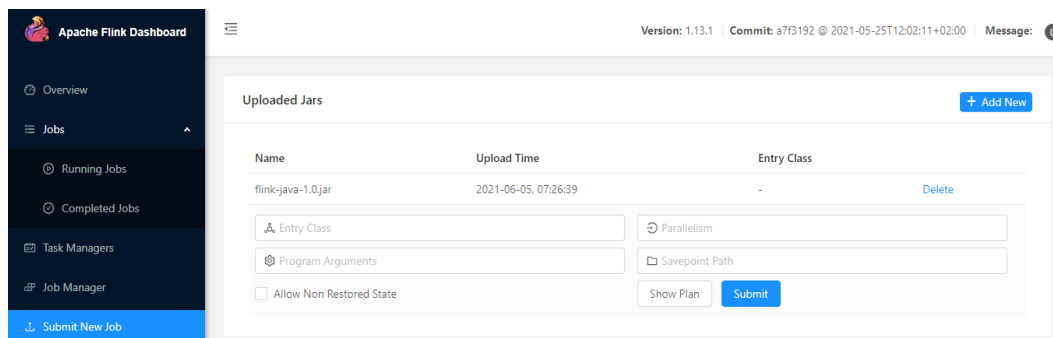 Apache Flink Dashboard
Version: 1.13.1 Commit: a7f3192 @ 2021-05-25T12:02:11+02:00 Message:
Overview
Jobs
Running Jobs
Completed Jobs
Task Managers
Job Manager
Submit New Job
Uploaded Jars
+ Add New
Name Upload Time Entry Class
flink-java-1.0.jar 2021-06-05, 07:26:39 - Delete
Entry Class Parallelism
Program Arguments Savepoint Path
Allow Non Restored State Show Plan Submit